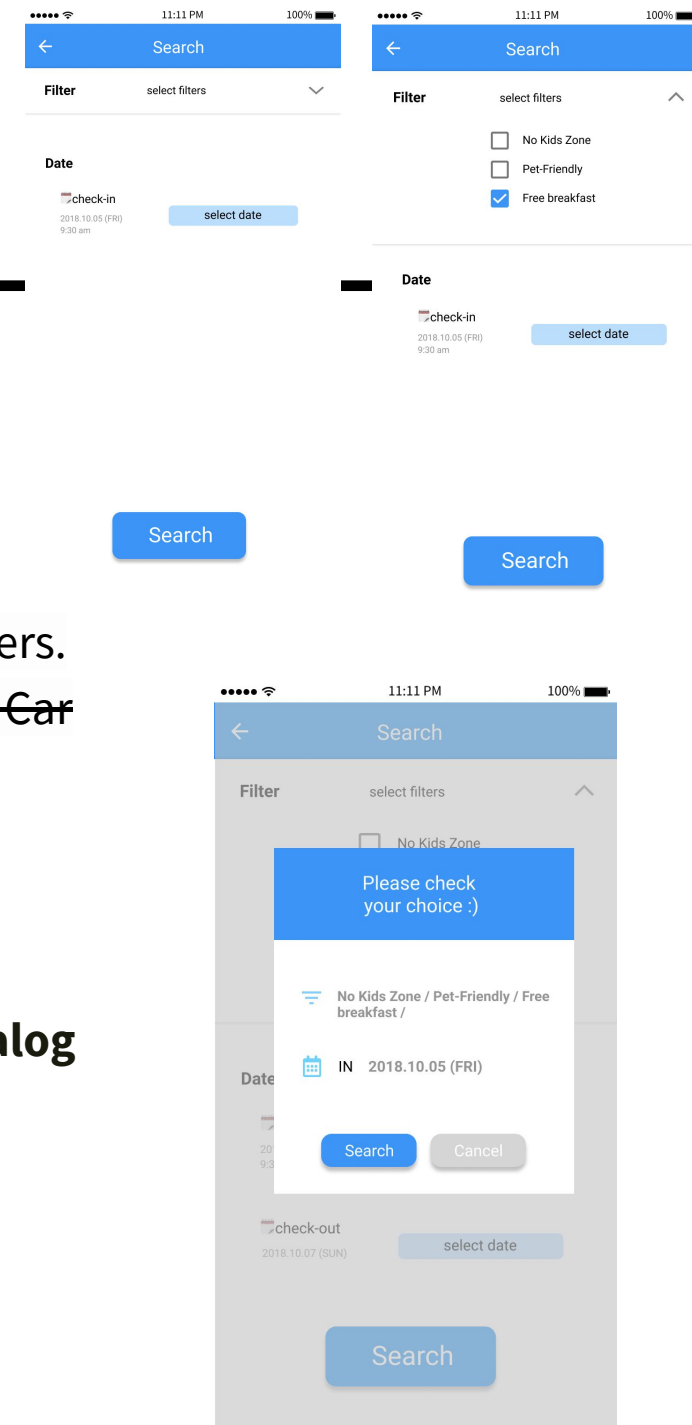 11:11 PM 100%
Search
Filter select filters
Date
check-in
2018.10.05 (FRI)
9:30 am
select date
Search
11:11 PM 100%
Search
Filter select filters
No Kids Zone
Pet-Friendly
Free breakfast
Date
check-in
2018.10.05 (FRI)
9:30 am
select date
Search
ers.
Car
alog
11:11 PM 100%
Search
Filter select filters
No Kids Zone
Please check
your choice :)
No Kids Zone / Pet-Friendly / Free
breakfast /
IN 2018.10.05 (FRI)
Date
20
9:3
Search Cancel
check-out
2018.10.07 (SUN)
select date
Search